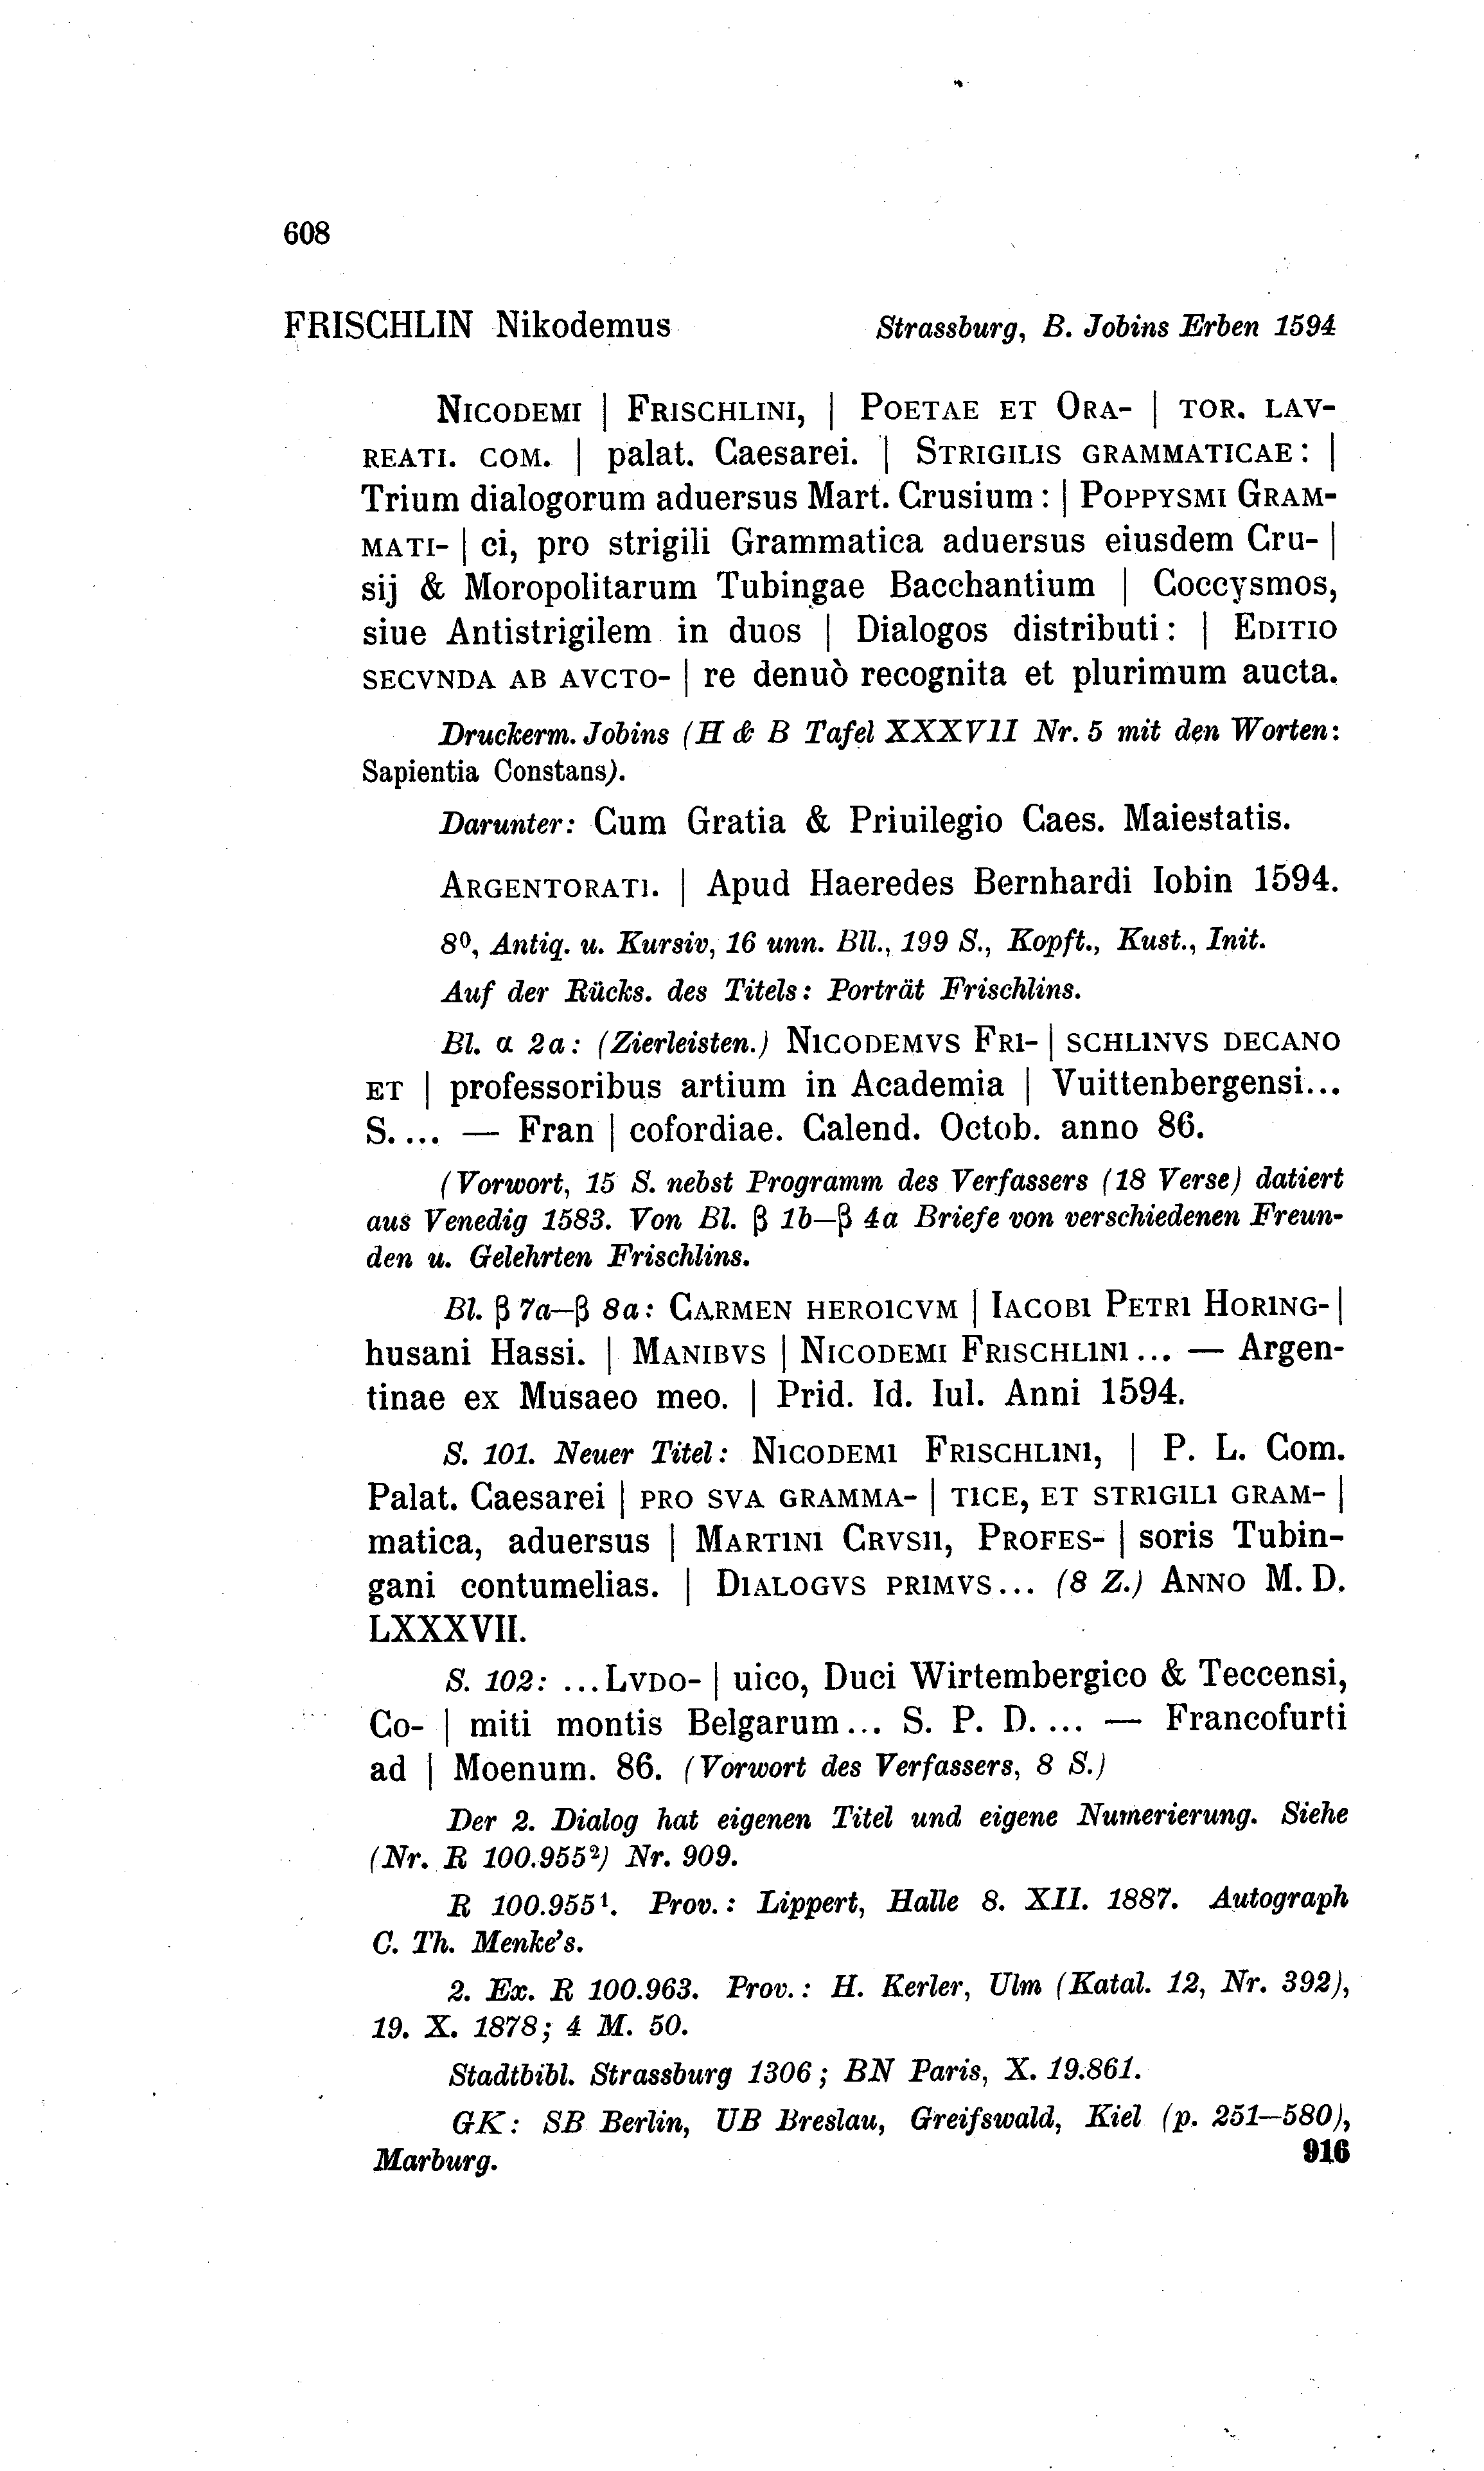 608
FRISCHLIN Nikodemus Strassburg, B. Jobins Erben 1594
NICODEMI | FRISCHLINI, | POETAE ET ORA- | TOR. LAV-
REATI. COM. | palat. Caesarei. | STRIGILIS GRAMMATICAE: |
Trium dialogorum aduersus Mart. Crusium: | POPPYSMI GRAM-
MATI- | ci, pro strigili Grammatica aduersus eiusdem Cru- |
sij & Moropolitarum Tubingae Bacchantium | Coccysmos,
siue Antistrigilem in duos | Dialogos distributi: | EDITIO
SECVNDA AB AVCTO- | re denuò recognita et plurimum aucta.
Druckerm. Jobins (H & B Tafel XXXVII Nr. 5 mit den Worten:
Sapientia Constans).
Darunter: Cum Gratia & Priuilegio Caes. Maiestatis.
ARGENTORATI. | Apud Haeredes Bernhardi Iobin 1594.
8⁰, Antiq. u. Kursiv, 16 unn. Bll., 199 S., Kopft., Kust., Init.
Auf der Rücks. des Titels: Porträt Frischlins.
Bl. α 2a: (Zierleisten.) NICODEMVS FRI- | SCHLINVS DECANO
ET | professoribus artium in Academia | Vuittenbergensi...
S.... — Fran | cofordiae. Calend. Octob. anno 86.
(Vorwort, 15 S. nebst Programm des Verfassers (18 Verse) datiert
aus Venedig 1583. Von Bl. β 1b—β 4a Briefe von verschiedenen Freun-
den u. Gelehrten Frischlins.
Bl. β 7a—β 8a: CARMEN HEROICVM | IACOBI PETRI HORING- |
husani Hassi. | MANIBVS | NICODEMI FRISCHLINI... — Argen-
tinae ex Musaeo meo. | Prid. Id. Iul. Anni 1594.
S. 101. Neuer Titel: NICODEMI FRISCHLINI, | P. L. Com.
Palat. Caesarei | PRO SVA GRAMMA- | TICE, ET STRIGILI GRAM- |
matica, aduersus | MARTINI CRVSII, PROFES- | soris Tubin-
gani contumelias. | DIALOGVS PRIMVS... (8 Z.) ANNO M. D.
LXXXVII.
S. 102: ...LVDO- | uico, Duci Wirtembergico & Teccensi,
Co- | miti montis Belgarum... S. P. D.... — Francofurti
ad | Moenum. 86. (Vorwort des Verfassers, 8 S.)
Der 2. Dialog hat eigenen Titel und eigene Numerierung. Siehe
(Nr. R 100.955²) Nr. 909.
R 100.955¹. Prov.: Lippert, Halle 8. XII. 1887. Autograph
C. Th. Menke's.
2. Ex. R 100.963. Prov.: H. Kerler, Ulm (Katal. 12, Nr. 392),
19. X. 1878; 4 M. 50.
Stadtbibl. Strassburg 1306; BN Paris, X. 19.861.
GK: SB Berlin, UB Breslau, Greifswald, Kiel (p. 251—580),
Marburg. 916